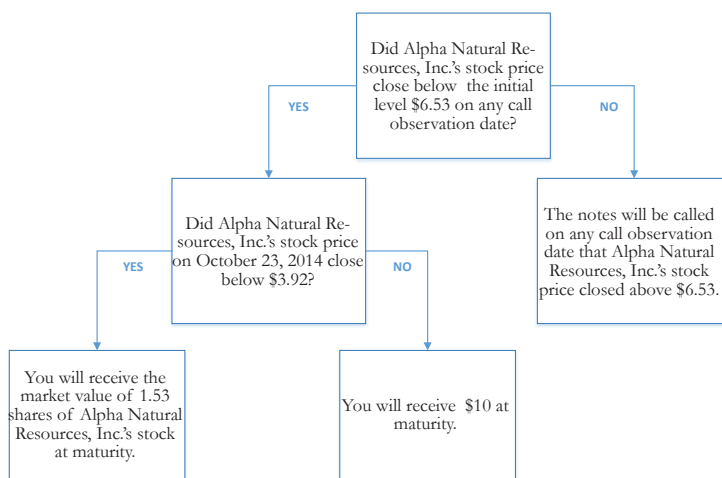 Did Alpha Natural Re-
sources, Inc.'s stock price
close below the initial
level $6.53 on any call
observation date?
YES
NO
Did Alpha Natural Re-
sources, Inc.'s stock price
on October 23, 2014 close
below $3.92?
The notes will be called
on any call observation
date that Alpha Natural
Resources, Inc.'s stock
price closed above $6.53.
YES
NO
You will receive the
market value of 1.53
shares of Alpha Natural
Resources, Inc.'s stock
at maturity.
You will receive $10 at
maturity.